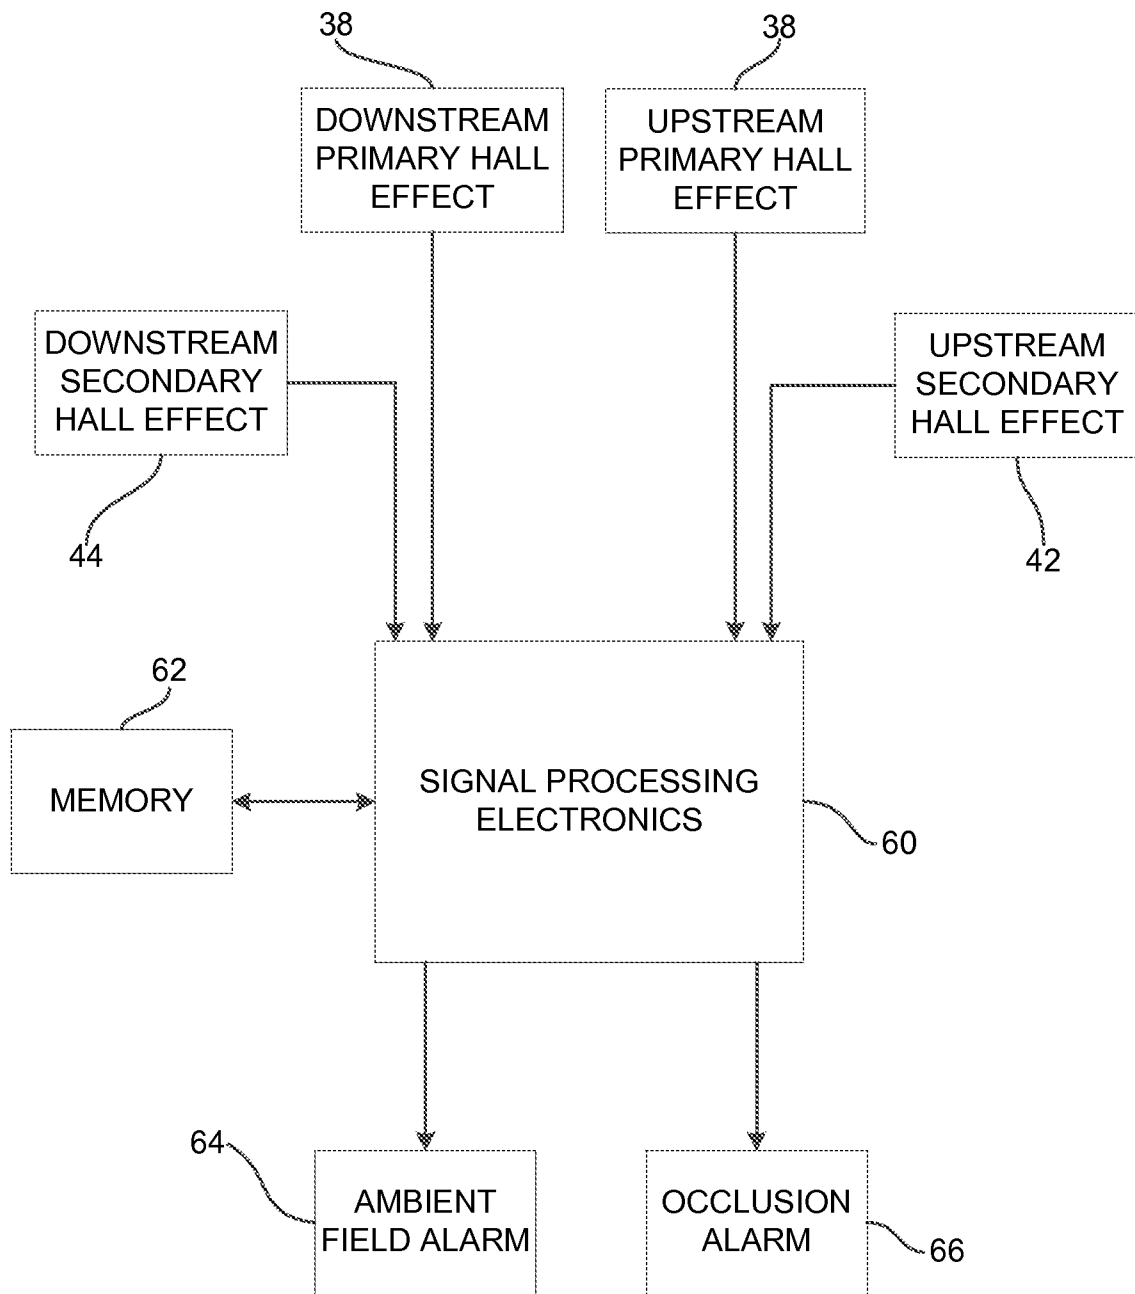 38
38
DOWNSTREAM
PRIMARY HALL
EFFECT
UPSTREAM
PRIMARY HALL
EFFECT
DOWNSTREAM
SECONDARY
HALL EFFECT
UPSTREAM
SECONDARY
HALL EFFECT
44
42
62
MEMORY
SIGNAL PROCESSING
ELECTRONICS
60
64
AMBIENT
FIELD ALARM
OCCLUSION
ALARM
66